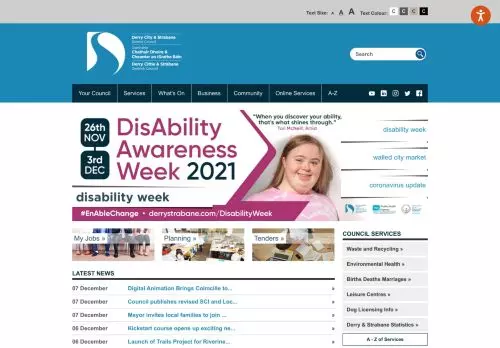 Text Size: A A A Text Colour: C C C C
Derry City & Strabane
District Council
Comhairle
Chathair Dhoire &
Cheantar an tSratha Báin
Derry Cittie & Strabane
Destrick Cooncil
Search
Your Council Services What's On Business Community Online Services A-Z
26th
NOV
3rd
DEC
DisAbility
Awareness
Week 2021
"When you discover your ability,
that's what shines through."
disability week
#EnAbleChange • derrystrabane.com/DisabilityWeek
disability week
walled city market
coronavirus update
My Jobs »
Planning »
Tenders »
LATEST NEWS
07 December Digital Animation Brings Colmcille to... »
07 December Council publishes revised SCI and Loc... »
07 December Mayor invites local families to join ... »
06 December Kickstart course opens up exciting ne... »
06 December Launch of Trails Project for Riverine... »
COUNCIL SERVICES
Waste and Recycling »
Environmental Health »
Births Deaths Marriages »
Leisure Centres »
Dog Licensing Info »
Derry & Strabane Statistics »
A - Z of Services